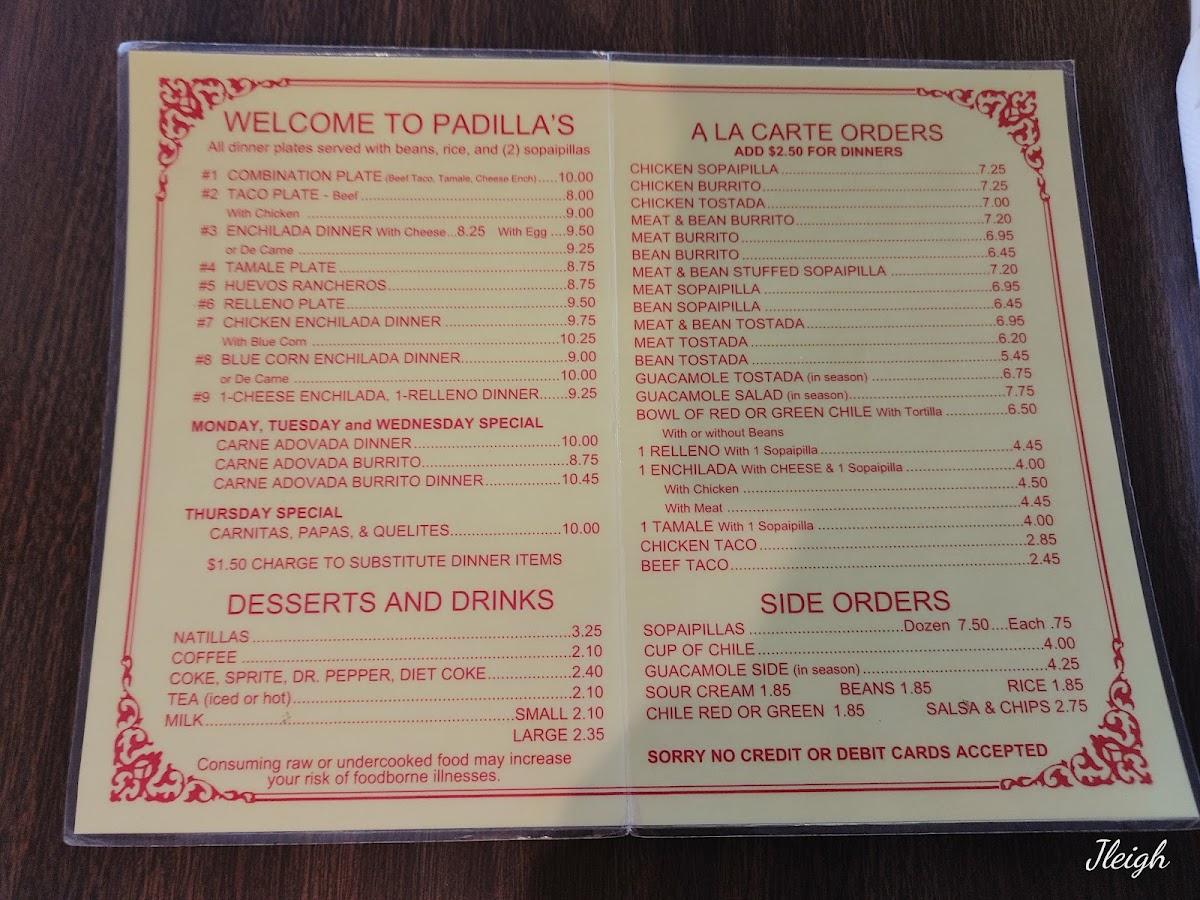 WELCOME TO PADILLA'S
All dinner plates served with beans, rice, and (2) sopaipillas
#1 COMBINATION PLATE (Beef Taco, Tamale, Cheese Ench).....10.00
#2 TACO PLATE - Beef ... 8.00
With Chicken ... 9.00
#3 ENCHILADA DINNER With Cheese...8.25 With Egg ....9.50
or De Carne ... 9.25
#4 TAMALE PLATE ... 8.75
#5 HUEVOS RANCHEROS ... 8.75
#6 RELLENO PLATE ... 9.50
#7 CHICKEN ENCHILADA DINNER ... 9.75
With Blue Corn ... 10.25
#8 BLUE CORN ENCHILADA DINNER ... 9.00
or De Carne ... 10.00
#9 1-CHEESE ENCHILADA, 1-RELLENO DINNER ... 9.25
MONDAY, TUESDAY and WEDNESDAY SPECIAL
CARNE ADOVADA DINNER ... 10.00
CARNE ADOVADA BURRITO ... 8.75
CARNE ADOVADA BURRITO DINNER ... 10.45
THURSDAY SPECIAL
CARNITAS, PAPAS, & QUELITES ... 10.00
$1.50 CHARGE TO SUBSTITUTE DINNER ITEMS
DESSERTS AND DRINKS
NATILLAS ... 3.25
COFFEE ... 2.10
COKE, SPRITE, DR. PEPPER, DIET COKE ... 2.40
TEA (iced or hot) ... 2.10
MILK ... SMALL 2.10
LARGE 2.35
Consuming raw or undercooked food may increase
your risk of foodborne illnesses.
A LA CARTE ORDERS
ADD $2.50 FOR DINNERS
CHICKEN SOPAIPILLA ... 7.25
CHICKEN BURRITO ... 7.25
CHICKEN TOSTADA ... 7.00
MEAT & BEAN BURRITO ... 7.20
MEAT BURRITO ... 6.95
BEAN BURRITO ... 6.45
MEAT & BEAN STUFFED SOPAIPILLA ... 7.20
MEAT SOPAIPILLA ... 6.95
BEAN SOPAIPILLA ... 6.45
MEAT & BEAN TOSTADA ... 6.95
MEAT TOSTADA ... 6.20
BEAN TOSTADA ... 5.45
GUACAMOLE TOSTADA (in season) ... 6.75
GUACAMOLE SALAD (in season) ... 7.75
BOWL OF RED OR GREEN CHILE With Tortilla ... 6.50
With or without Beans
1 RELLENO With 1 Sopaipilla ... 4.45
1 ENCHILADA With CHEESE & 1 Sopaipilla ... 4.00
With Chicken ... 4.50
With Meat ... 4.45
1 TAMALE With 1 Sopaipilla ... 4.00
CHICKEN TACO ... 2.85
BEEF TACO ... 2.45
SIDE ORDERS
SOPAIPILLAS ... Dozen 7.50....Each .75
CUP OF CHILE ... 4.00
GUACAMOLE SIDE (in season) ... 4.25
SOUR CREAM 1.85 BEANS 1.85 RICE 1.85
CHILE RED OR GREEN 1.85 SALSA & CHIPS 2.75
SORRY NO CREDIT OR DEBIT CARDS ACCEPTED
Jleigh